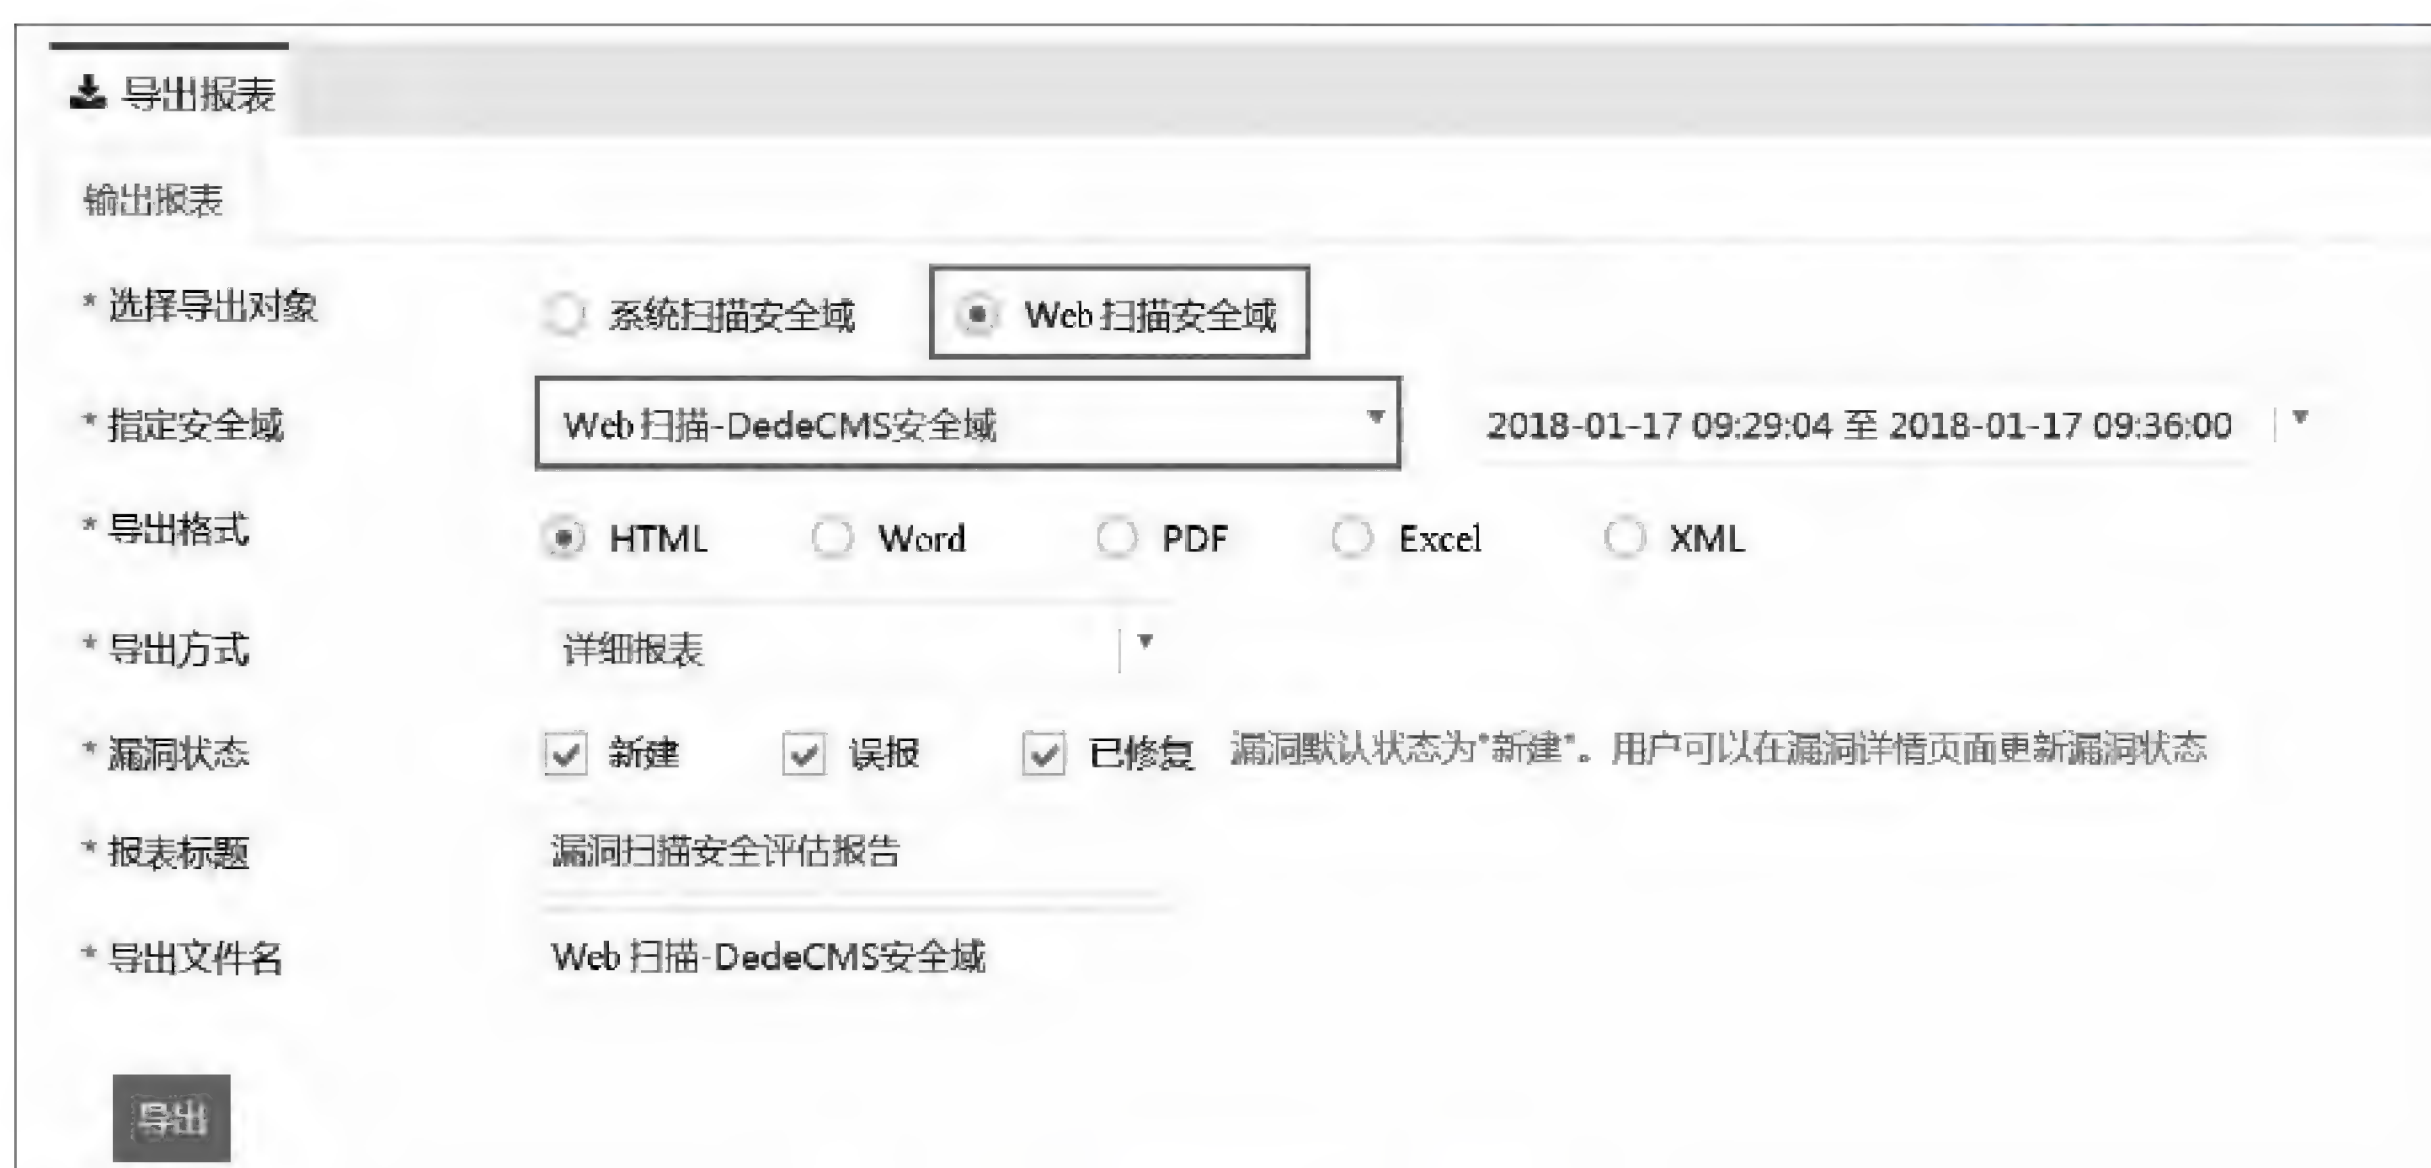 导出报表
输出报表
* 选择导出对象 系统扫描安全域 Web 扫描安全域
* 指定安全域 Web 扫描-DedeCMS安全域 2018-01-17 09:29:04 至 2018-01-17 09:36:00
* 导出格式 HTML Word PDF Excel XML
* 导出方式 详细报表
* 漏洞状态 新建 误报 已修复 漏洞默认状态为"新建"。用户可以在漏洞详情页面更新漏洞状态
* 报表标题 漏洞扫描安全评估报告
* 导出文件名 Web 扫描-DedeCMS安全域
导出